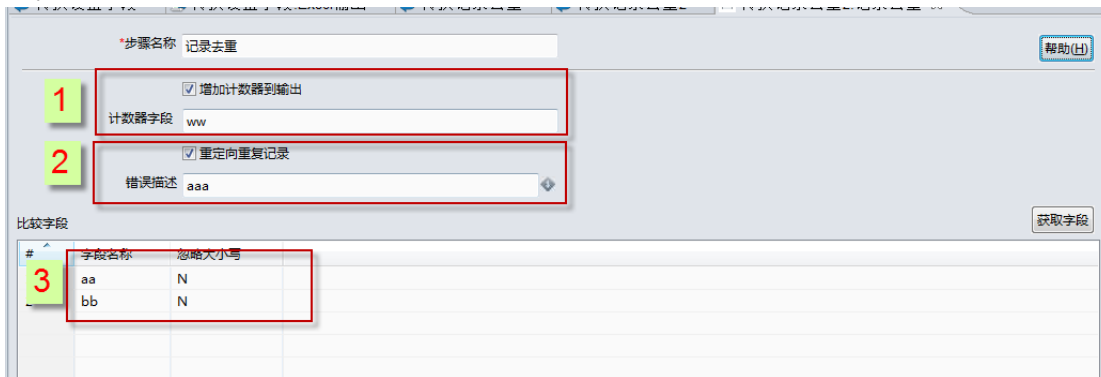 *步骤名称 记录去重
帮助(H)
1
增加计数器到输出
计数器字段 ww
2
重定向重复记录
错误描述 aaa
比较字段
获取字段
# 字段名称 忽略大小写
3
aa N
bb N